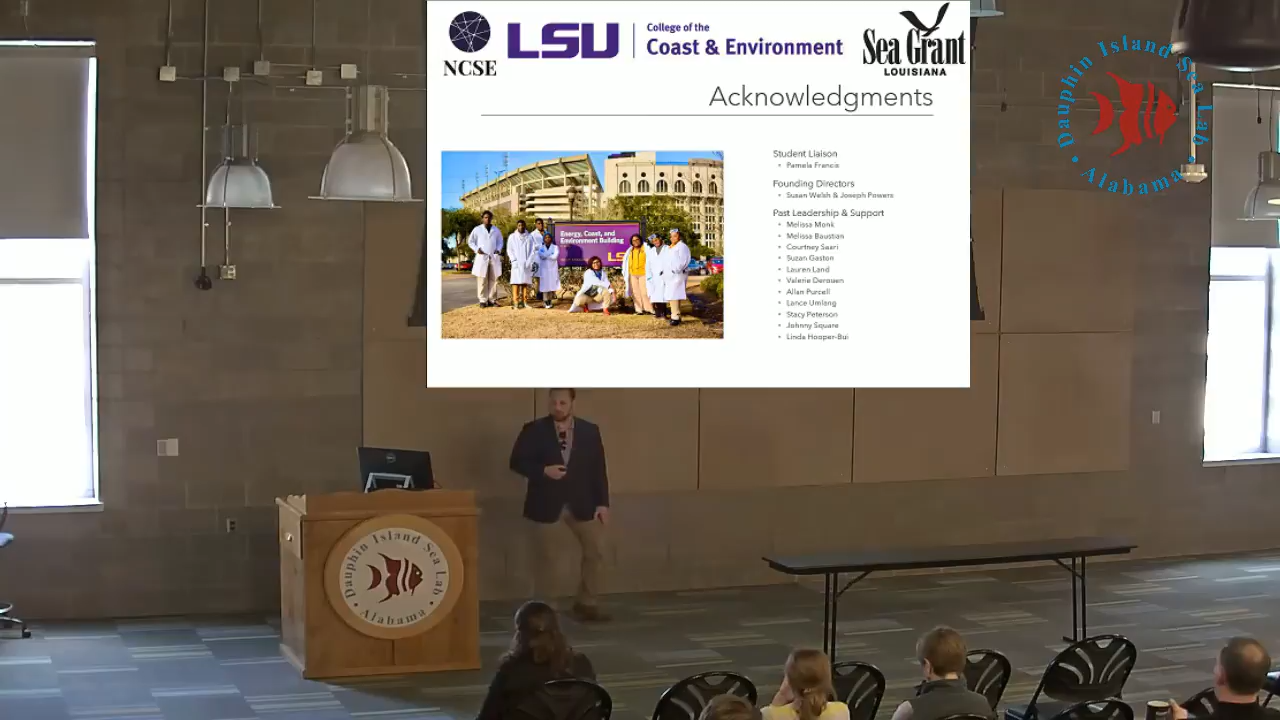 NCSE
LSU
College of the
Coast & Environment
Sea Grant
LOUISIANA
Acknowledgments
Energy, Coast, and
Environment Building
LS
Student Liaison
• Pamela Francis
Founding Directors
• Susan Welsh & Joseph Powers
Past Leadership & Support
• Melissa Monk
• Melissa Baustian
• Courtney Saari
• Suzan Gaston
• Lauren Land
• Valerie Derouen
• Allan Purcell
• Lance Umlang
• Stacy Peterson
• Johnny Square
• Linda Hooper-Bui
Dauphin Island Sea Lab
• Alabama •
Dauphin Island Sea Lab
• Alabama •